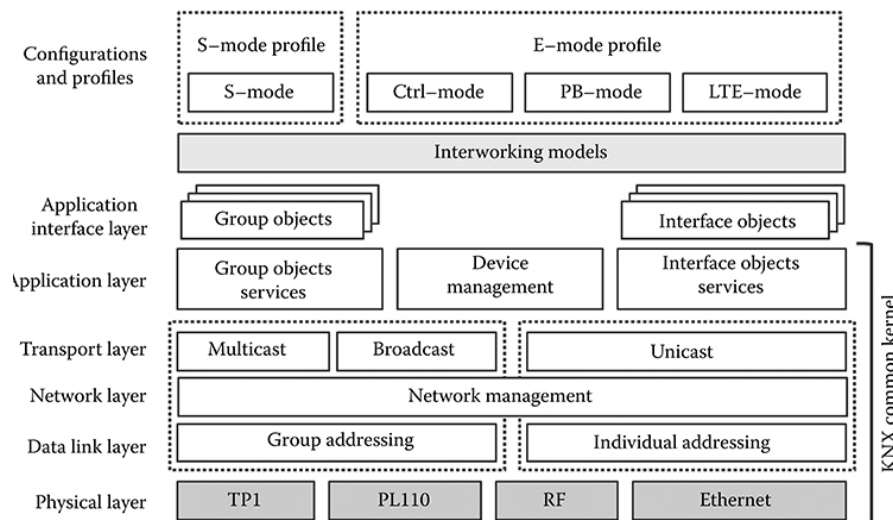 Configurations
and profiles
S–mode profile
E–mode profile
S–mode
Ctrl–mode
PB–mode
LTE–mode
Interworking models
Application
interface layer
Group objects
Interface objects
Application layer
Group objects
services
Device
management
Interface objects
services
Transport layer
Multicast
Broadcast
Unicast
Network layer
Network management
Data link layer
Group addressing
Individual addressing
Physical layer
TP1
PL110
RF
Ethernet
KNX common kernel